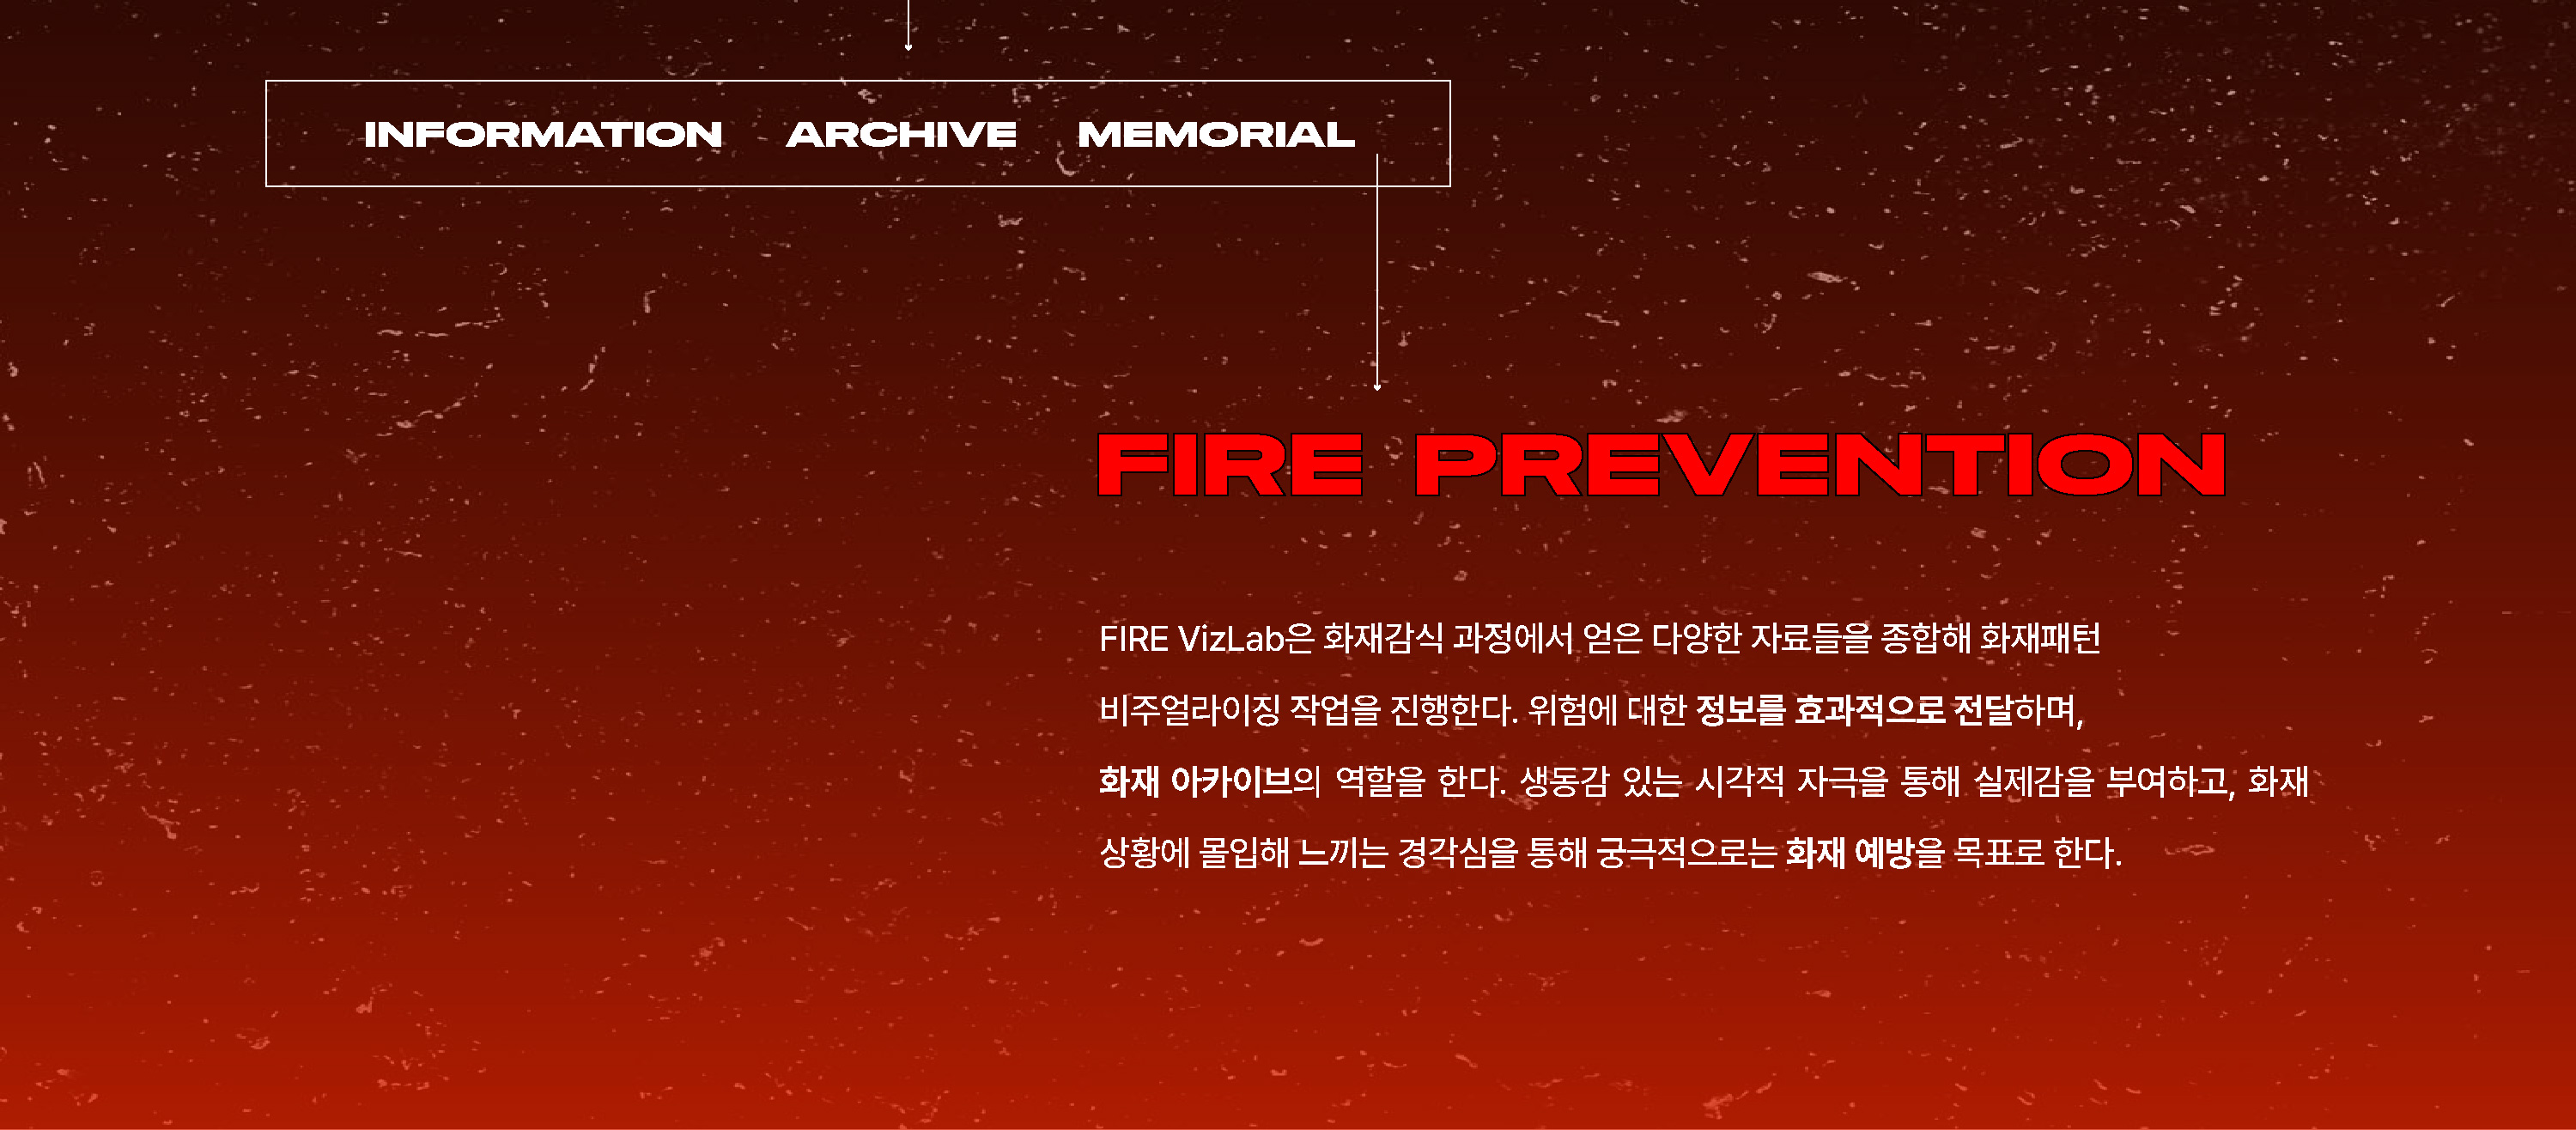 INFORMATION ARCHIVE MEMORIAL
FIRE PREVENTION
FIRE VizLab은 화재감식 과정에서 얻은 다양한 자료들을 종합해 화재패턴
비주얼라이징 작업을 진행한다. 위험에 대한 정보를 효과적으로 전달하며,
화재 아카이브의 역할을 한다. 생동감 있는 시각적 자극을 통해 실제감을 부여하고, 화재
상황에 몰입해 느끼는 경각심을 통해 궁극적으로는 화재 예방을 목표로 한다.